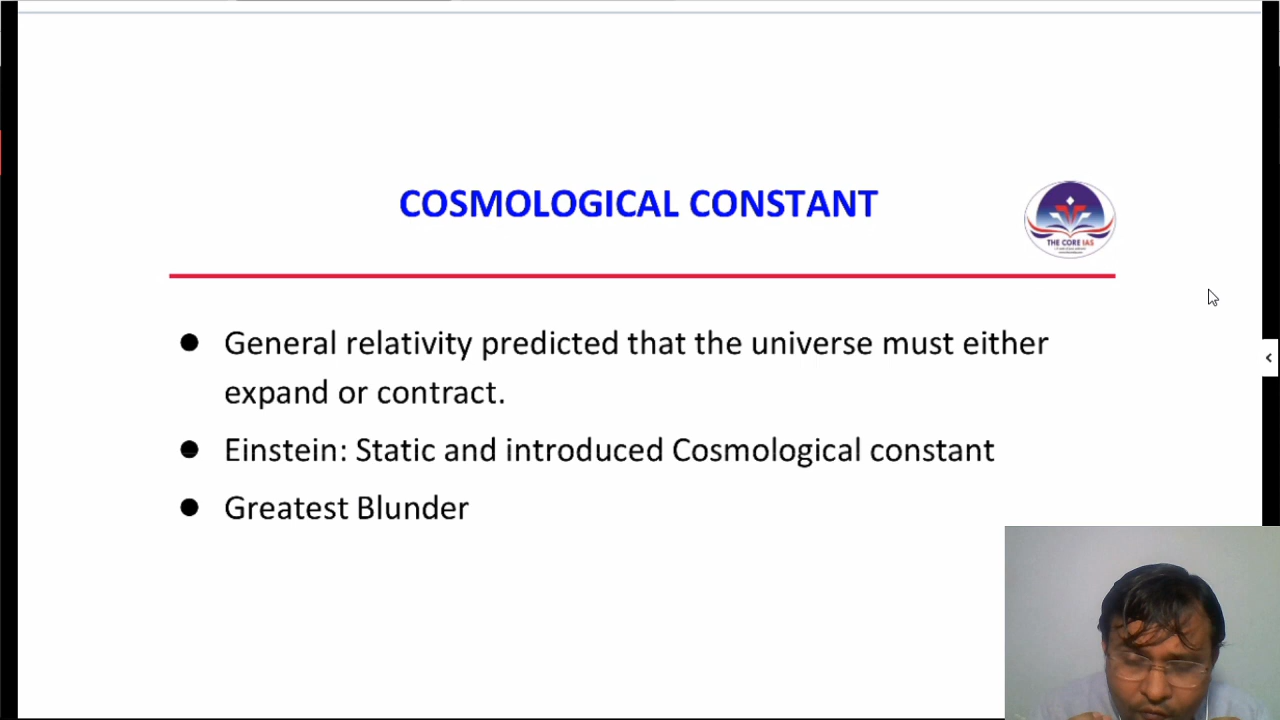 COSMOLOGICAL CONSTANT
THE CORE IAS
● General relativity predicted that the universe must either
expand or contract.
● Einstein: Static and introduced Cosmological constant
● Greatest Blunder